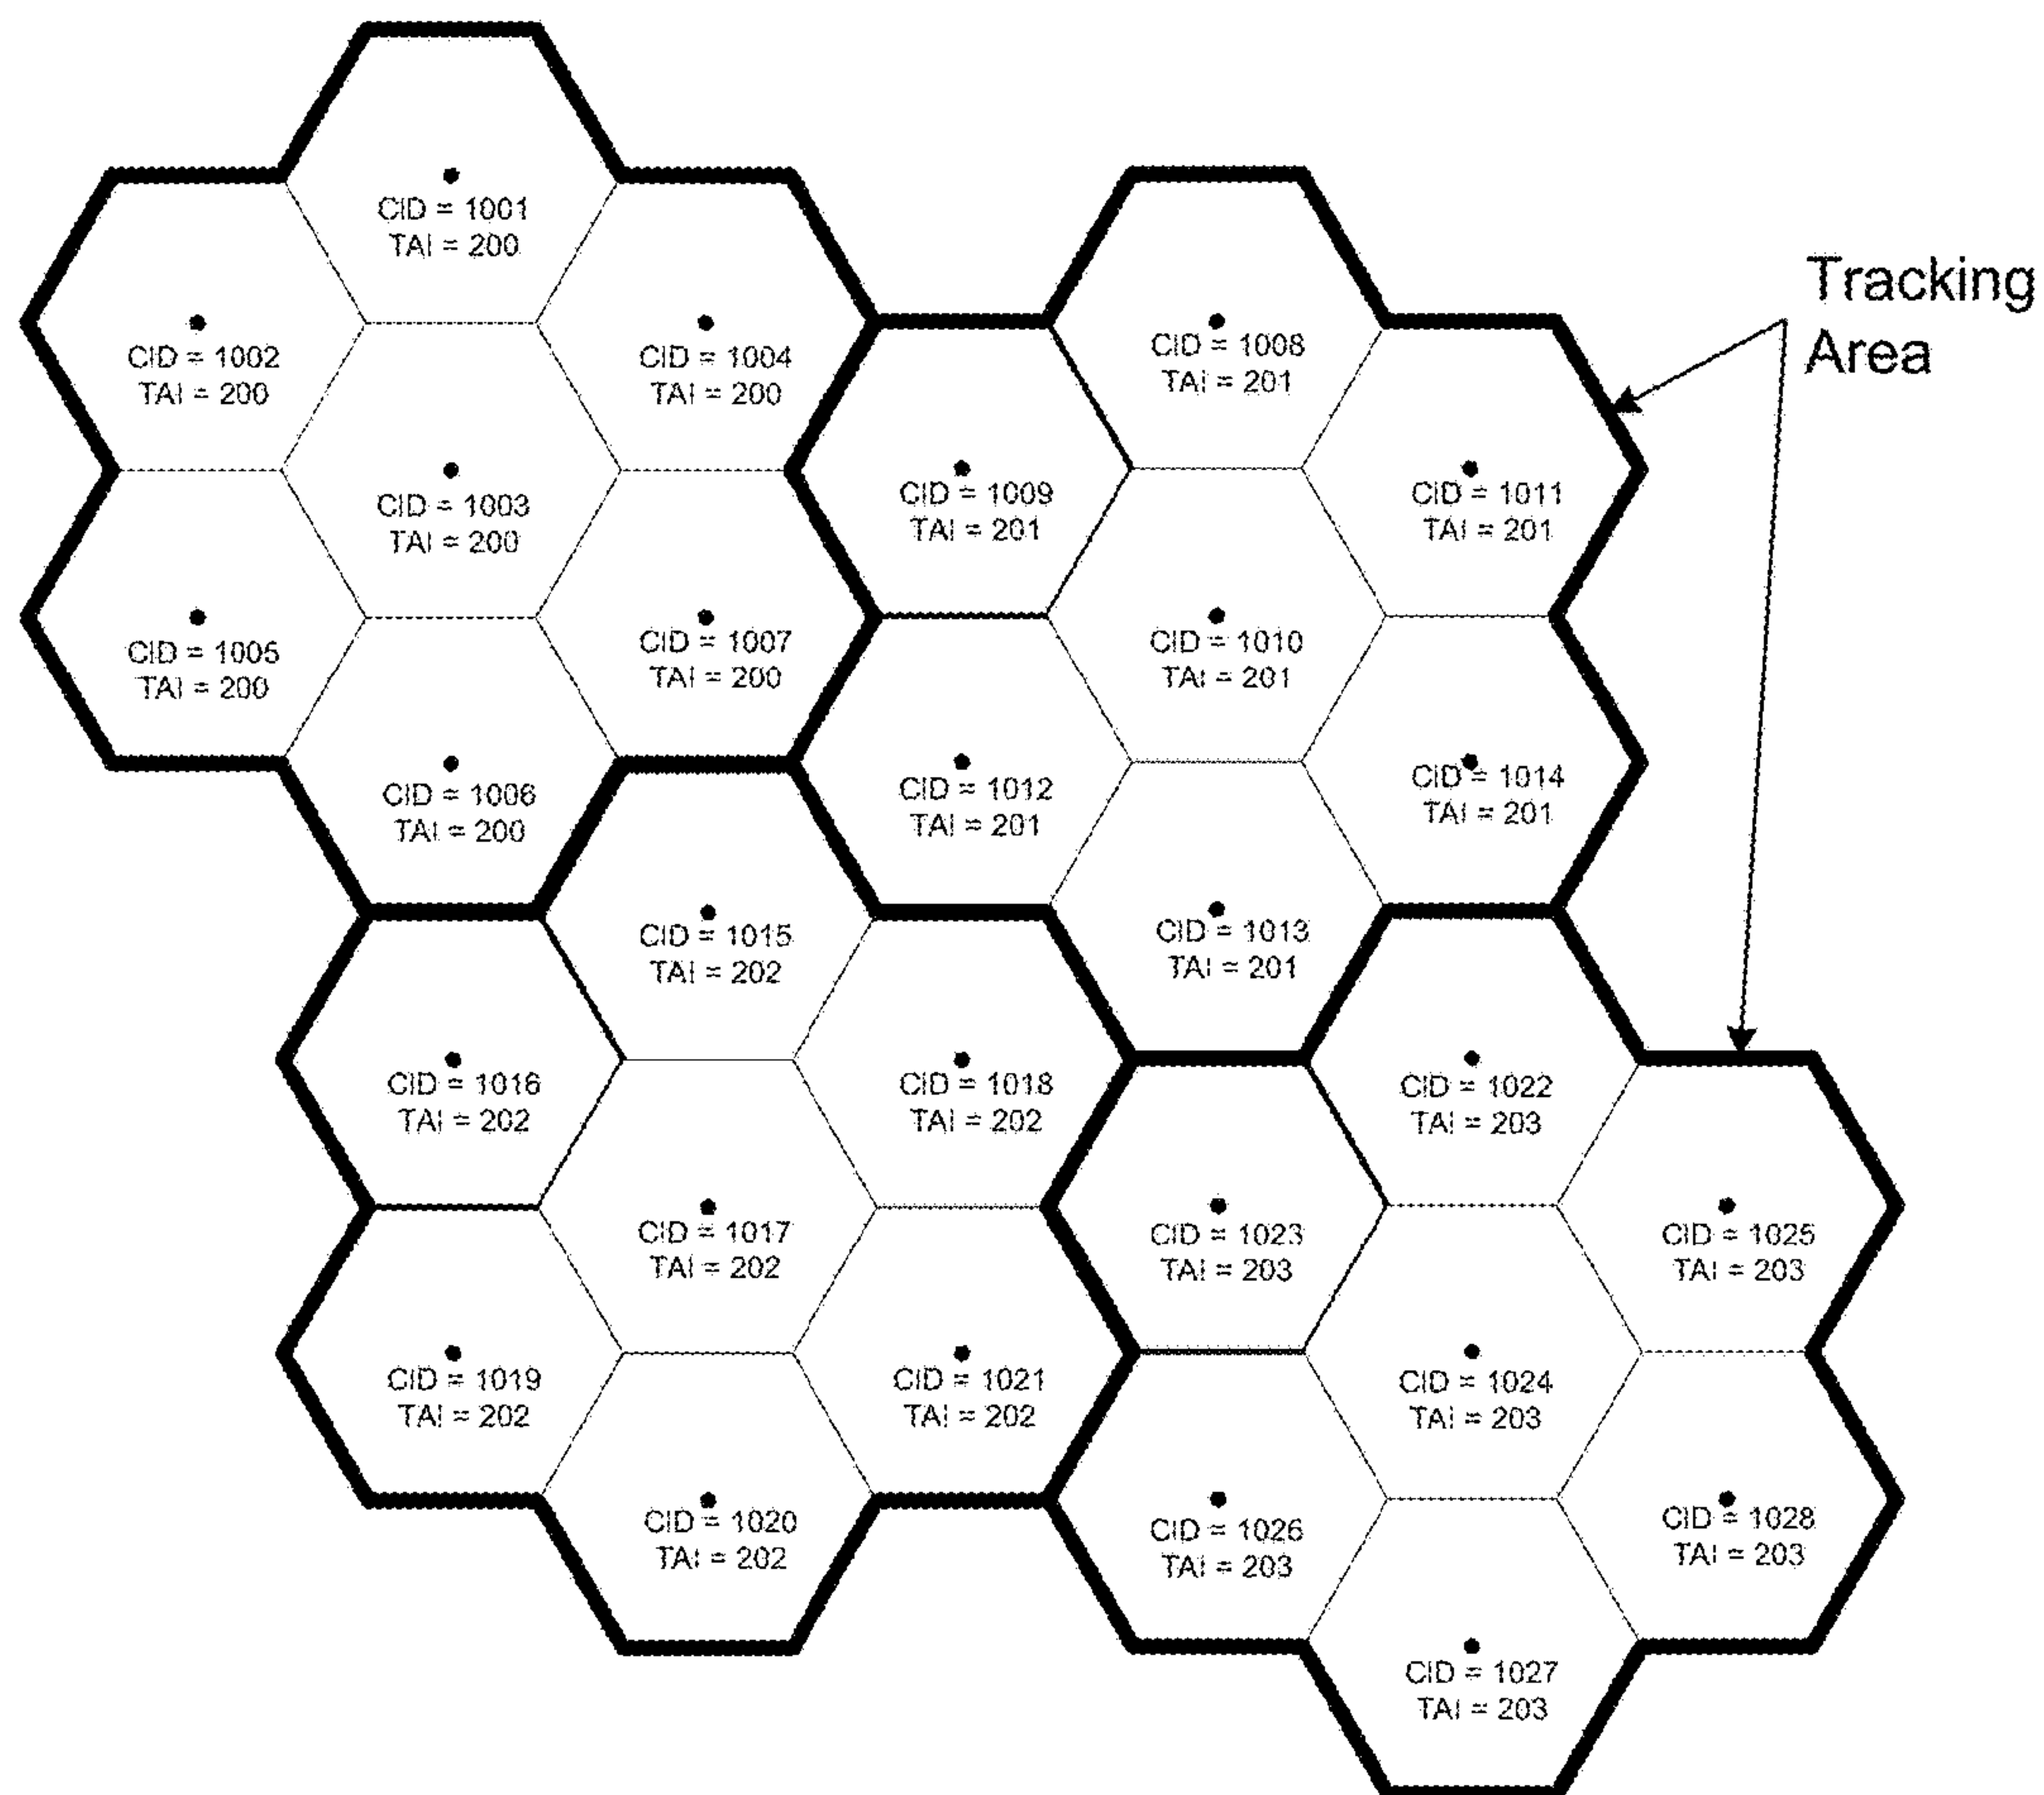 CID = 1001
TAI = 200
Tracking
Area
CID = 1002
TAI = 200
CID = 1004
TAI = 200
CID = 1008
TAI = 201
CID = 1003
TAI = 200
CID = 1009
TAI = 201
CID = 1011
TAI = 201
CID = 1005
TAI = 200
CID = 1007
TAI = 200
CID = 1010
TAI = 201
CID = 1006
TAI = 200
CID = 1012
TAI = 201
CID = 1014
TAI = 201
CID = 1015
TAI = 202
CID = 1013
TAI = 201
CID = 1016
TAI = 202
CID = 1018
TAI = 202
CID = 1022
TAI = 203
CID = 1017
TAI = 202
CID = 1023
TAI = 203
CID = 1025
TAI = 203
CID = 1019
TAI = 202
CID = 1021
TAI = 202
CID = 1024
TAI = 203
CID = 1020
TAI = 202
CID = 1026
TAI = 203
CID = 1028
TAI = 203
CID = 1027
TAI = 203